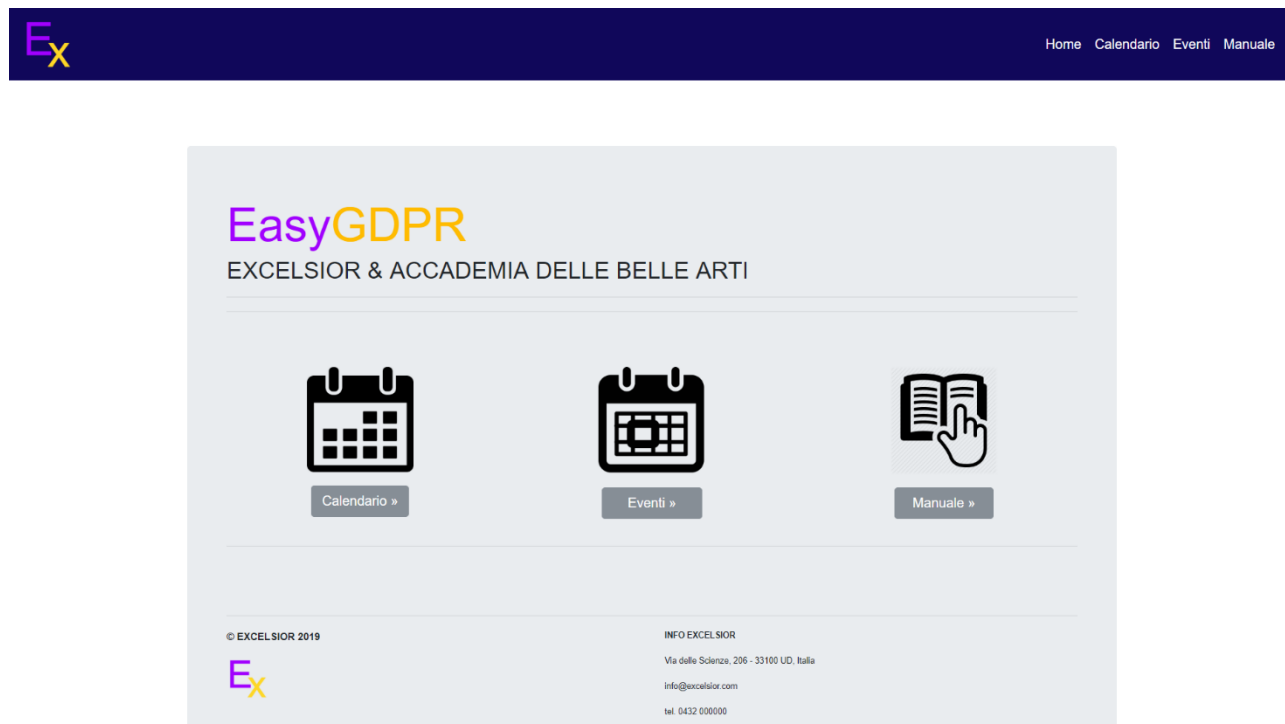 Ex
Home Calendario Eventi Manuale
EasyGDPR
EXCELSIOR & ACCADEMIA DELLE BELLE ARTI
Calendario »
Eventi »
Manuale »
© EXCELSIOR 2019
Ex
INFO EXCELSIOR
Via delle Scienze, 206 - 33100 UD, Italia
info@excelsior.com
tel. 0432 000000